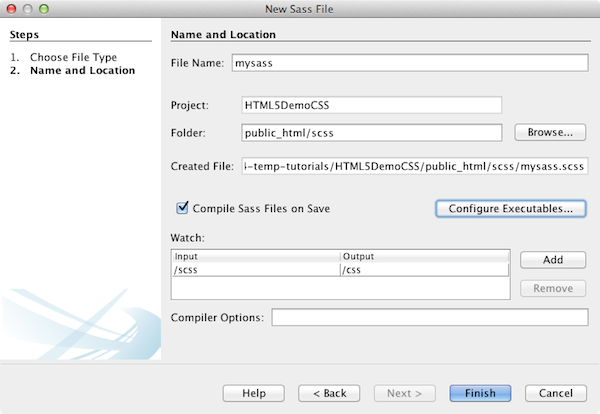 New Sass File
Steps
1. Choose File Type
2. Name and Location
Name and Location
File Name: mysass
Project: HTML5DemoCSS
Folder: public_html/scss Browse...
Created File: -temp-tutorials/HTML5DemoCSS/public_html/scss/mysass.scss
Compile Sass Files on Save Configure Executables...
Watch:
Input Output
/scss /css
Add
Remove
Compiler Options:
Help < Back Next > Finish Cancel